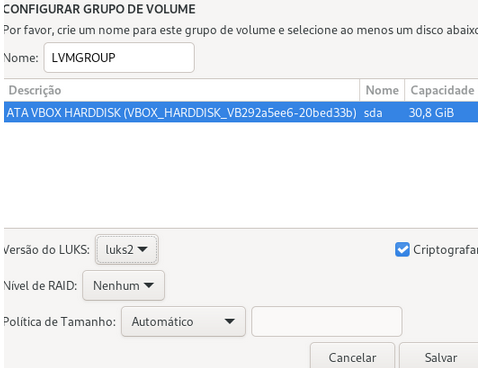 CONFIGURAR GRUPO DE VOLUME
Por favor, crie um nome para este grupo de volume e selecione ao menos um disco
Nome: LVMGROUP
Descrição Nome Capacidade
ATA VBOX HARDDISK (VBOX_HARDDISK_VB292a5ee6-20bed33b) sda 30,8 GiB
Versão do LUKS: luks2 Criptografar
Nível de RAID: Nenhum
Política de Tamanho: Automático
Cancelar Salvar